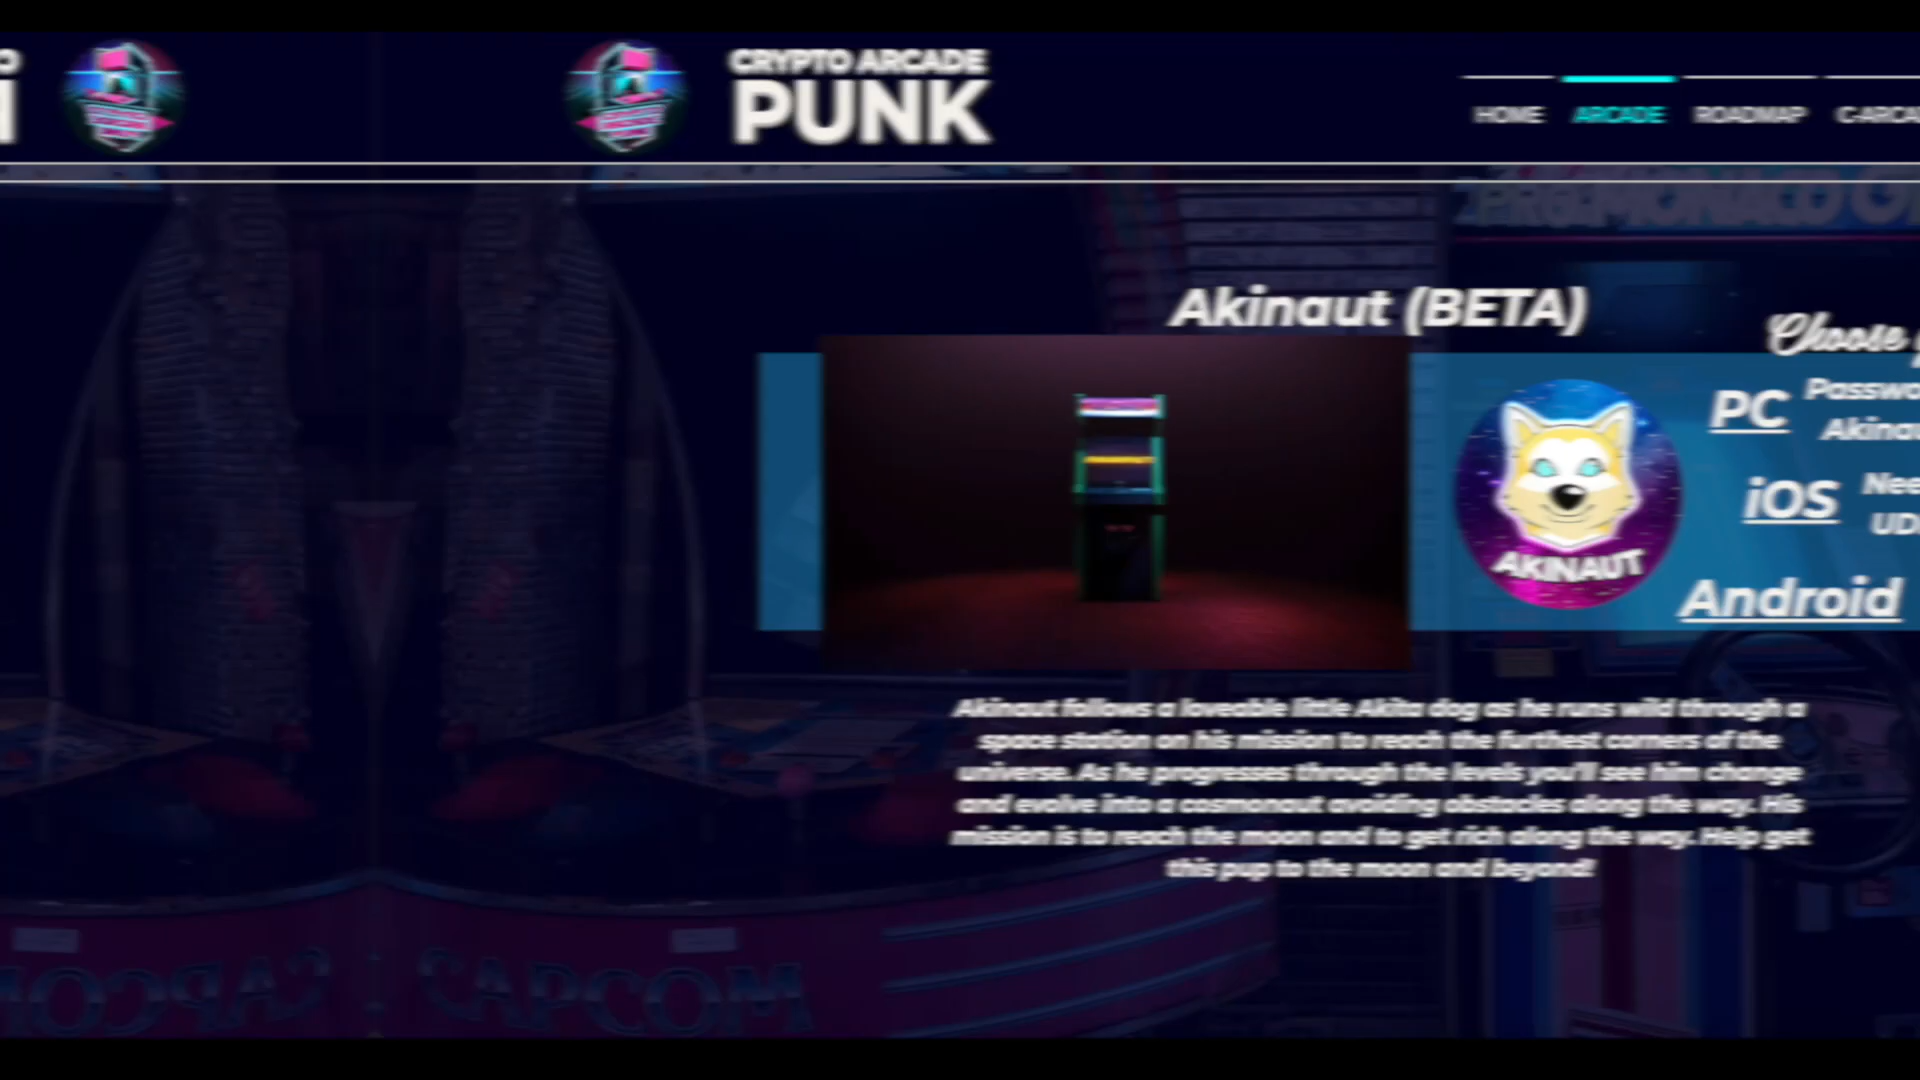 CRYPTO ARCADE
PUNK
HOME ARCADE ROADMAP
Akinaut (BETA)
Choose
PC
Akinaut follows a loveable little Akita dog as he runs wild through a
space station on his mission to reach the furthest corners of the
universe. As he progresses through the levels you'll see him change
and evolve into a cosmonaut avoiding obstacles along the way. His
mission is to reach the moon and to get rich along the way. Help get
this pup to the moon and beyond!
iOS
Android
AKINAUT
CAPCOM